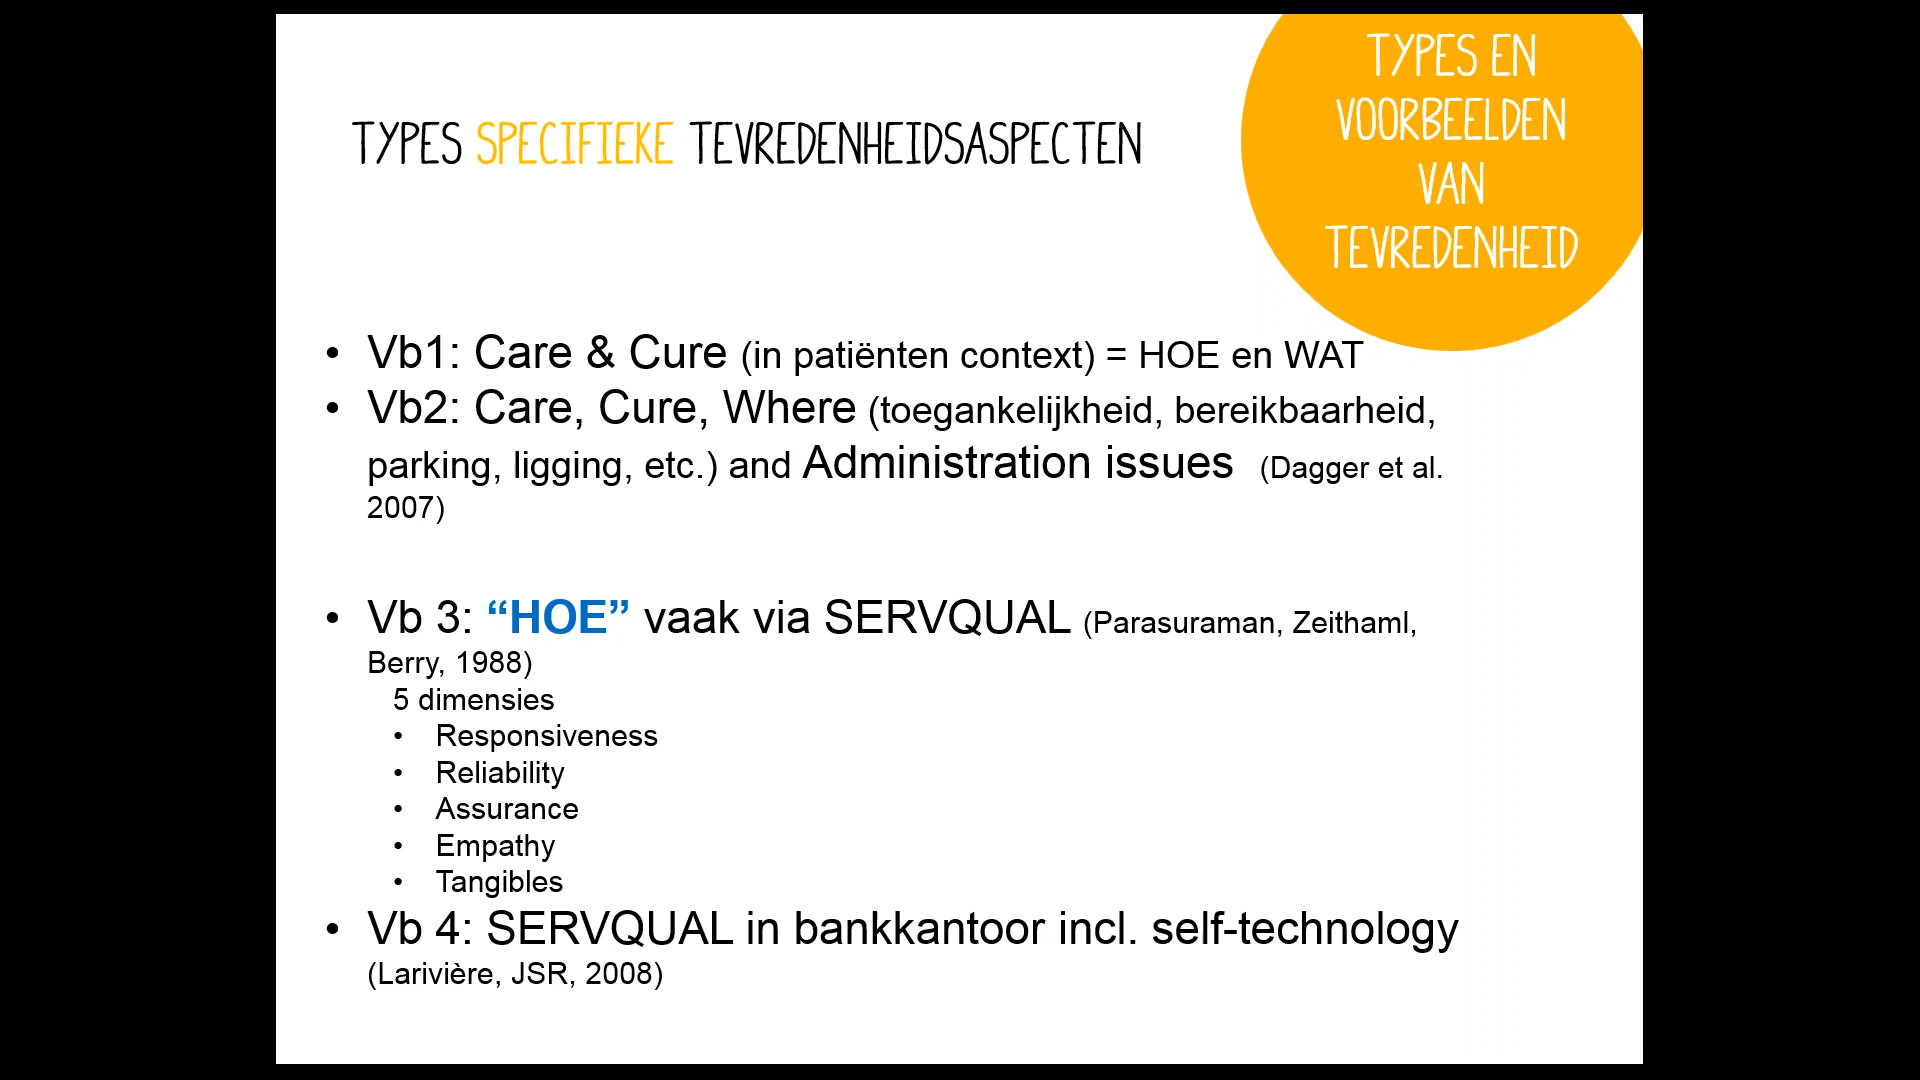 TYPES EN
VOORBEELDEN
VAN
TEVREDENHEID
TYPES SPECIFIEKE TEVREDENHEIDSASPECTEN
• Vb1: Care & Cure (in patiënten context) = HOE en WAT
• Vb2: Care, Cure, Where (toegankelijkheid, bereikbaarheid,
parking, ligging, etc.) and Administration issues (Dagger et al.
2007)
• Vb 3: “HOE” vaak via SERVQUAL (Parasuraman, Zeithaml,
Berry, 1988)
5 dimensies
• Responsiveness
• Reliability
• Assurance
• Empathy
• Tangibles
• Vb 4: SERVQUAL in bankkantoor incl. self-technology
(Larivière, JSR, 2008)